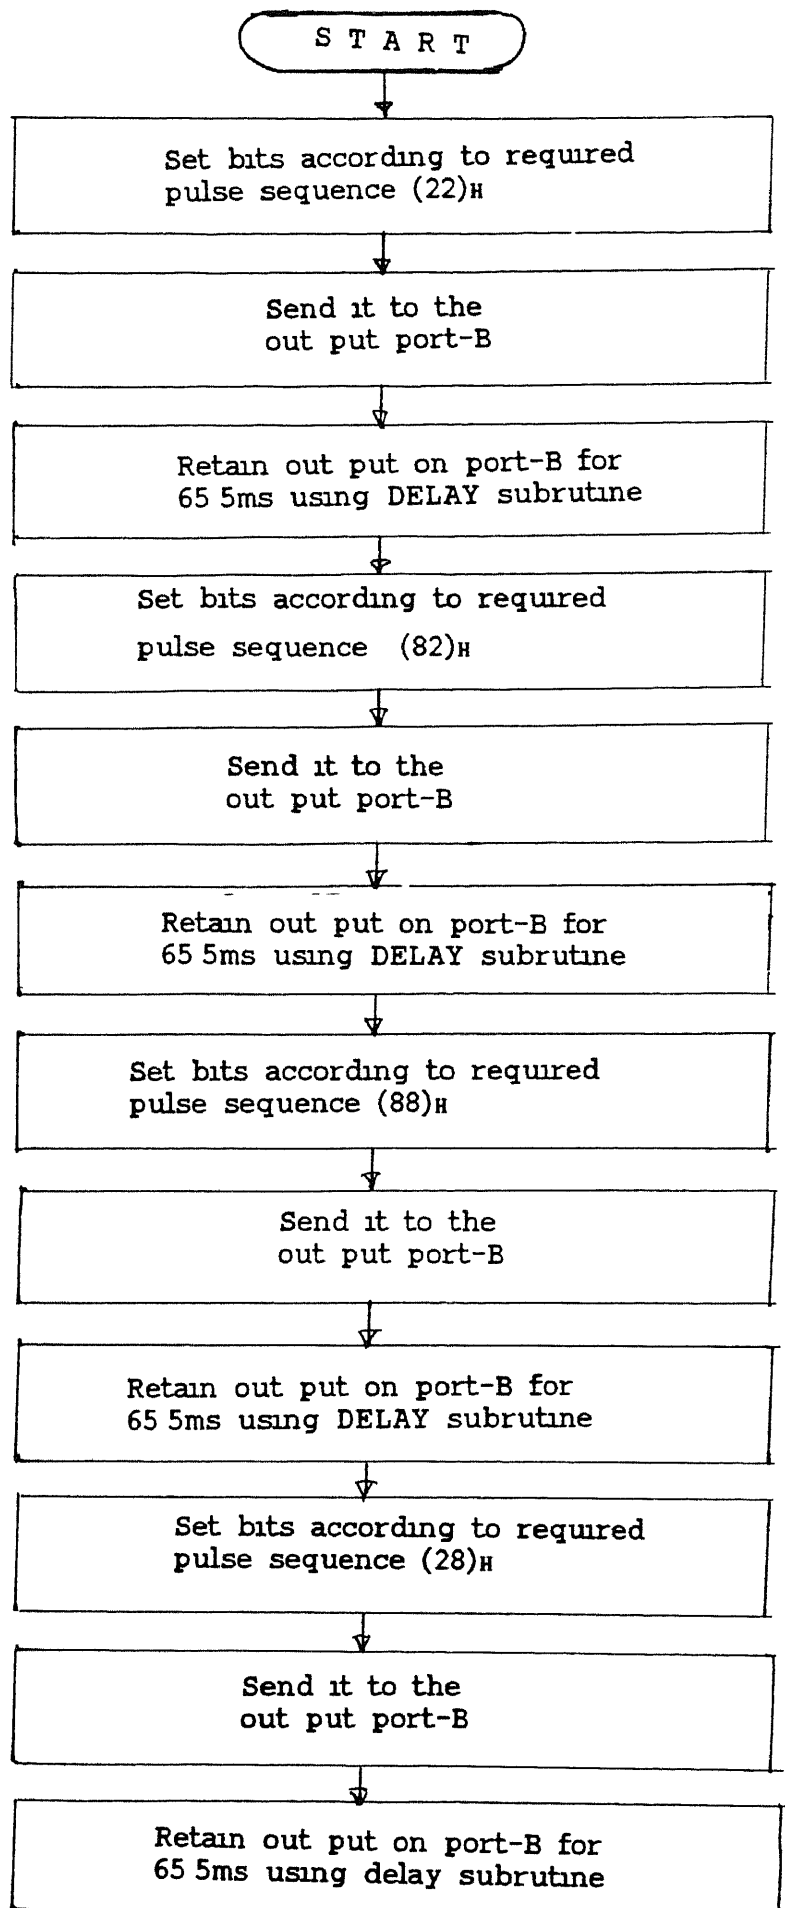 S T A R T
Set bits according to required
pulse sequence (22)H
Send it to the
out put port-B
Retain out put on port-B for
65 5ms using DELAY subrutine
Set bits according to required
pulse sequence (82)H
Send it to the
out put port-B
Retain out put on port-B for
65 5ms using DELAY subrutine
Set bits according to required
pulse sequence (88)H
Send it to the
out put port-B
Retain out put on port-B for
65 5ms using DELAY subrutine
Set bits according to required
pulse sequence (28)H
Send it to the
out put port-B
Retain out put on port-B for
65 5ms using delay subrutine